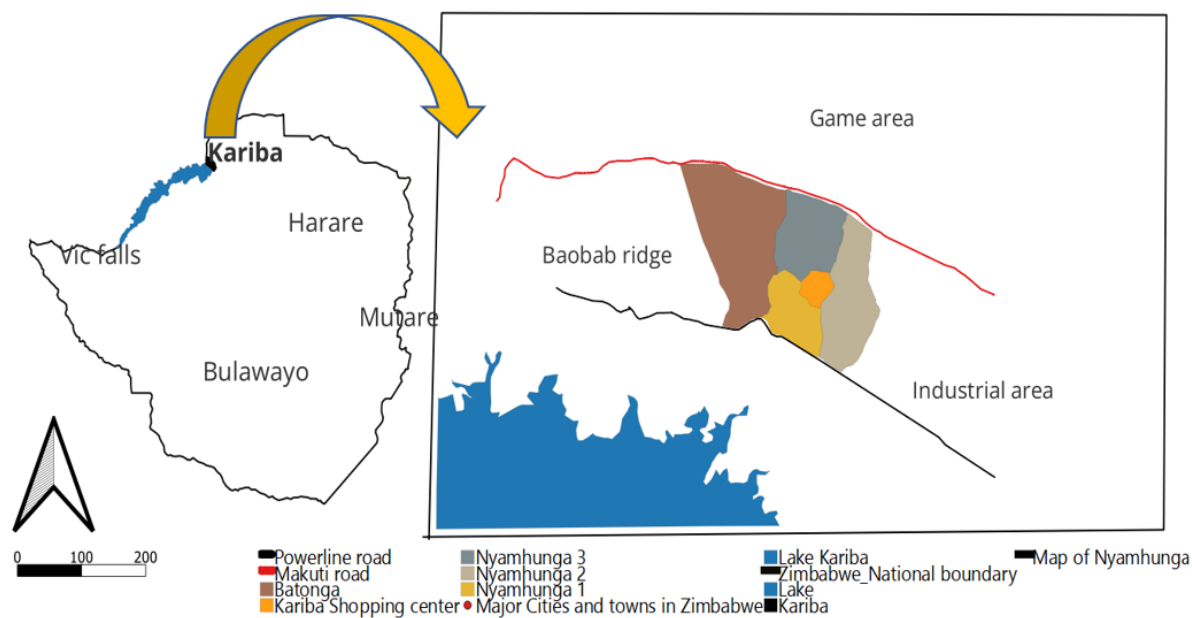 Game area
Kariba
Harare
Vic falls
Baobab ridge
Mutare
Bulawayo
Industrial area
0 100 200
Powerline road
Makuti road
Batonga
Kariba Shopping center
Nyamhunga 3
Nyamhunga 2
Nyamhunga 1
Major Cities and towns in Zimbabwe
Lake Kariba
Zimbabwe_National boundary
Lake
Kariba
Map of Nyamhunga